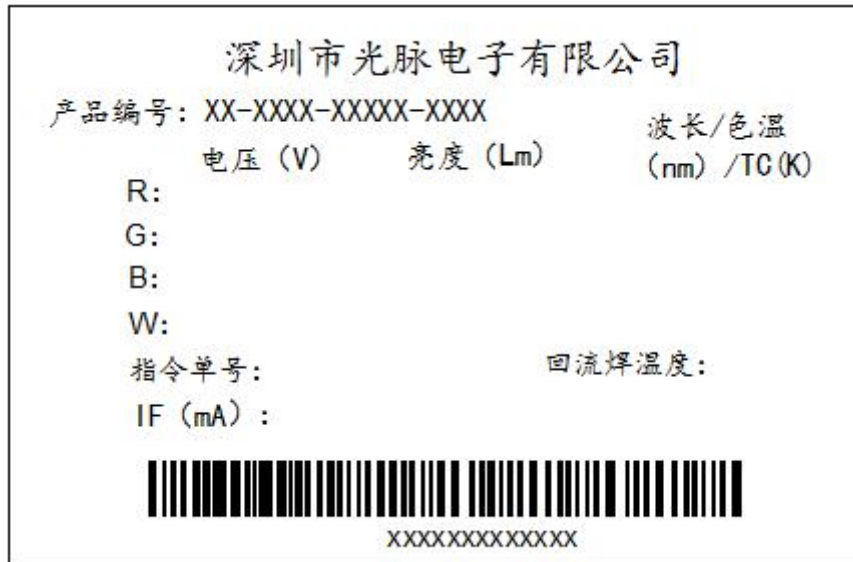 深圳市光脉电子有限公司
产品编号: XX-XXXX-XXXXX-XXXX
电压 (V) 亮度 (Lm) 波长/色温
(nm) /TC(K)
R:
G:
B:
W:
指令单号: 回流焊温度:
IF (mA) :
XXXXXXXXXXXXX